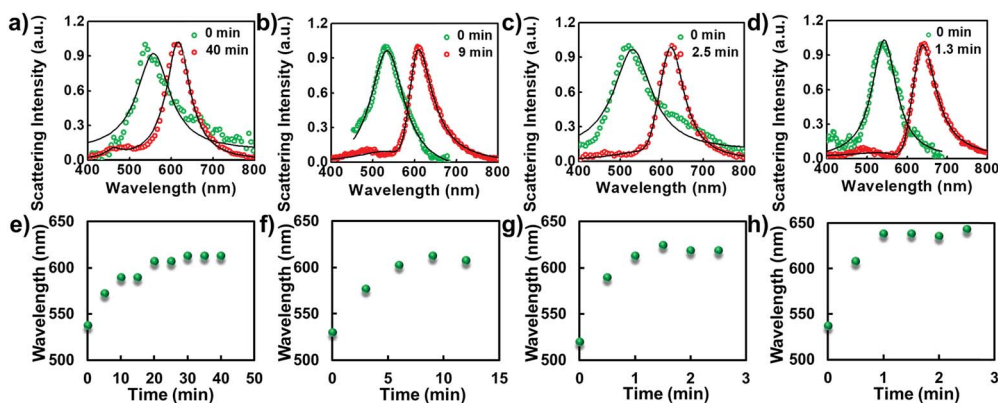 a)
Scattering Intensity (a.u.)
1.2
0.9
0.6
0.3
0.0
0 min
40 min
400 500 600 700 800
Wavelength (nm)
b)
Scattering Intensity (a.u.)
1.2
0.9
0.6
0.3
0.0
0 min
9 min
300 400 500 600 700 800
Wavelength (nm)
c)
Scattering Intensity (a.u.)
1.2
0.9
0.6
0.3
0.0
0 min
2.5 min
400 500 600 700 800
Wavelength (nm)
d)
Scattering Intensity (a.u.)
1.2
0.9
0.6
0.3
0.0
0 min
1.3 min
400 500 600 700 800
Wavelength (nm)
e)
Wavelength (nm)
650
600
550
500
0 10 20 30 40 50
Time (min)
f)
Wavelength (nm)
650
600
550
500
0 5 10 15
Time (min)
g)
Wavelength (nm)
650
600
550
500
0 1 2 3
Time (min)
h)
Wavelength (nm)
650
600
550
500
0 1 2 3
Time (min)